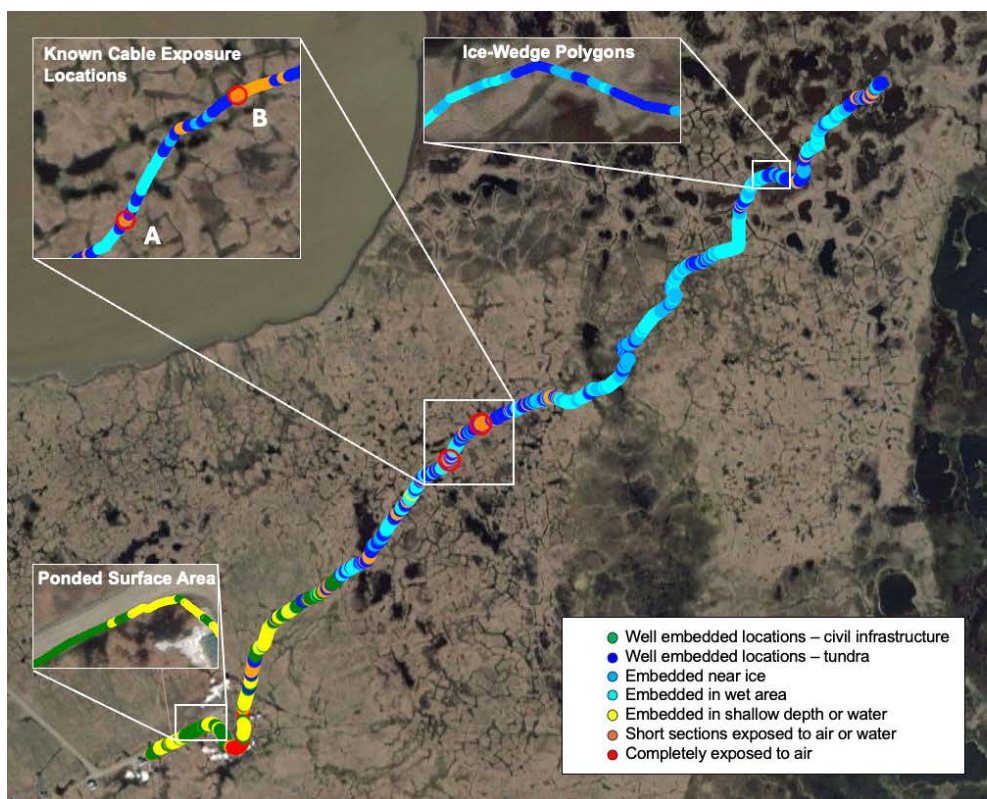 Known Cable Exposure
Locations
B
A
Ice-Wedge Polygons
Ponded Surface Area
Well embedded locations – civil infrastructure
Well embedded locations – tundra
Embedded near ice
Embedded in wet area
Embedded in shallow depth or water
Short sections exposed to air or water
Completely exposed to air